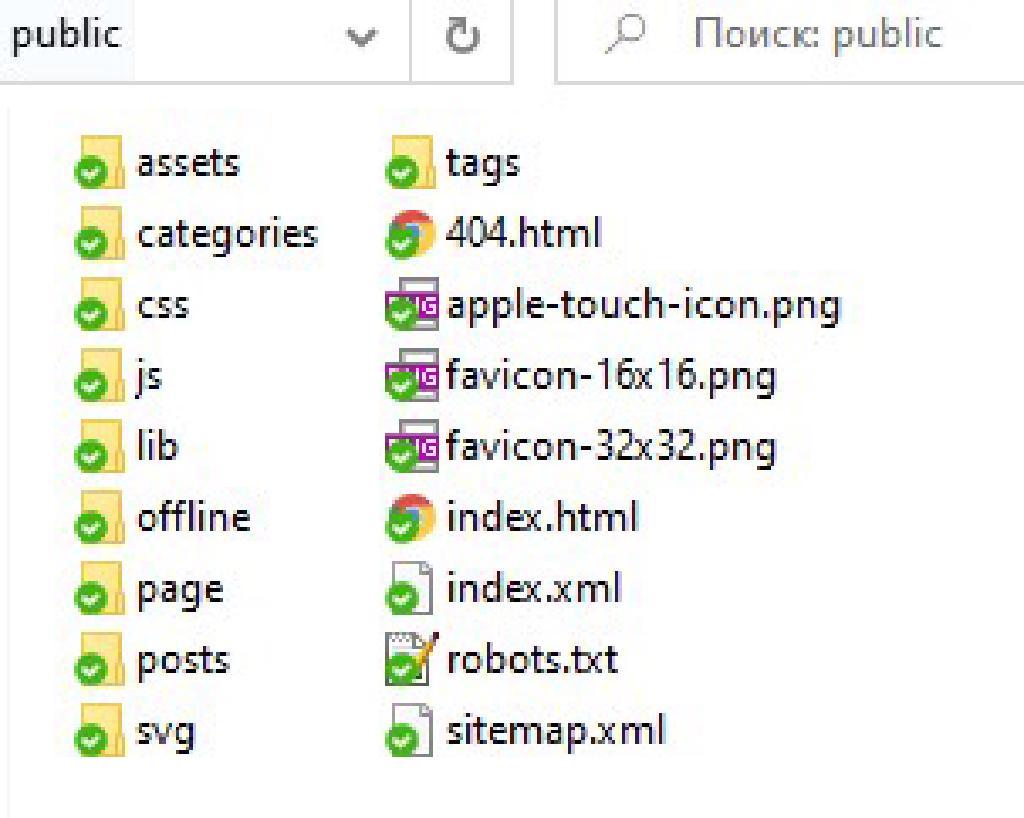 public
Поиск: public
assets
categories
css
js
lib
offline
page
posts
svg
tags
404.html
apple-touch-icon.png
favicon-16x16.png
favicon-32x32.png
index.html
index.xml
robots.txt
sitemap.xml